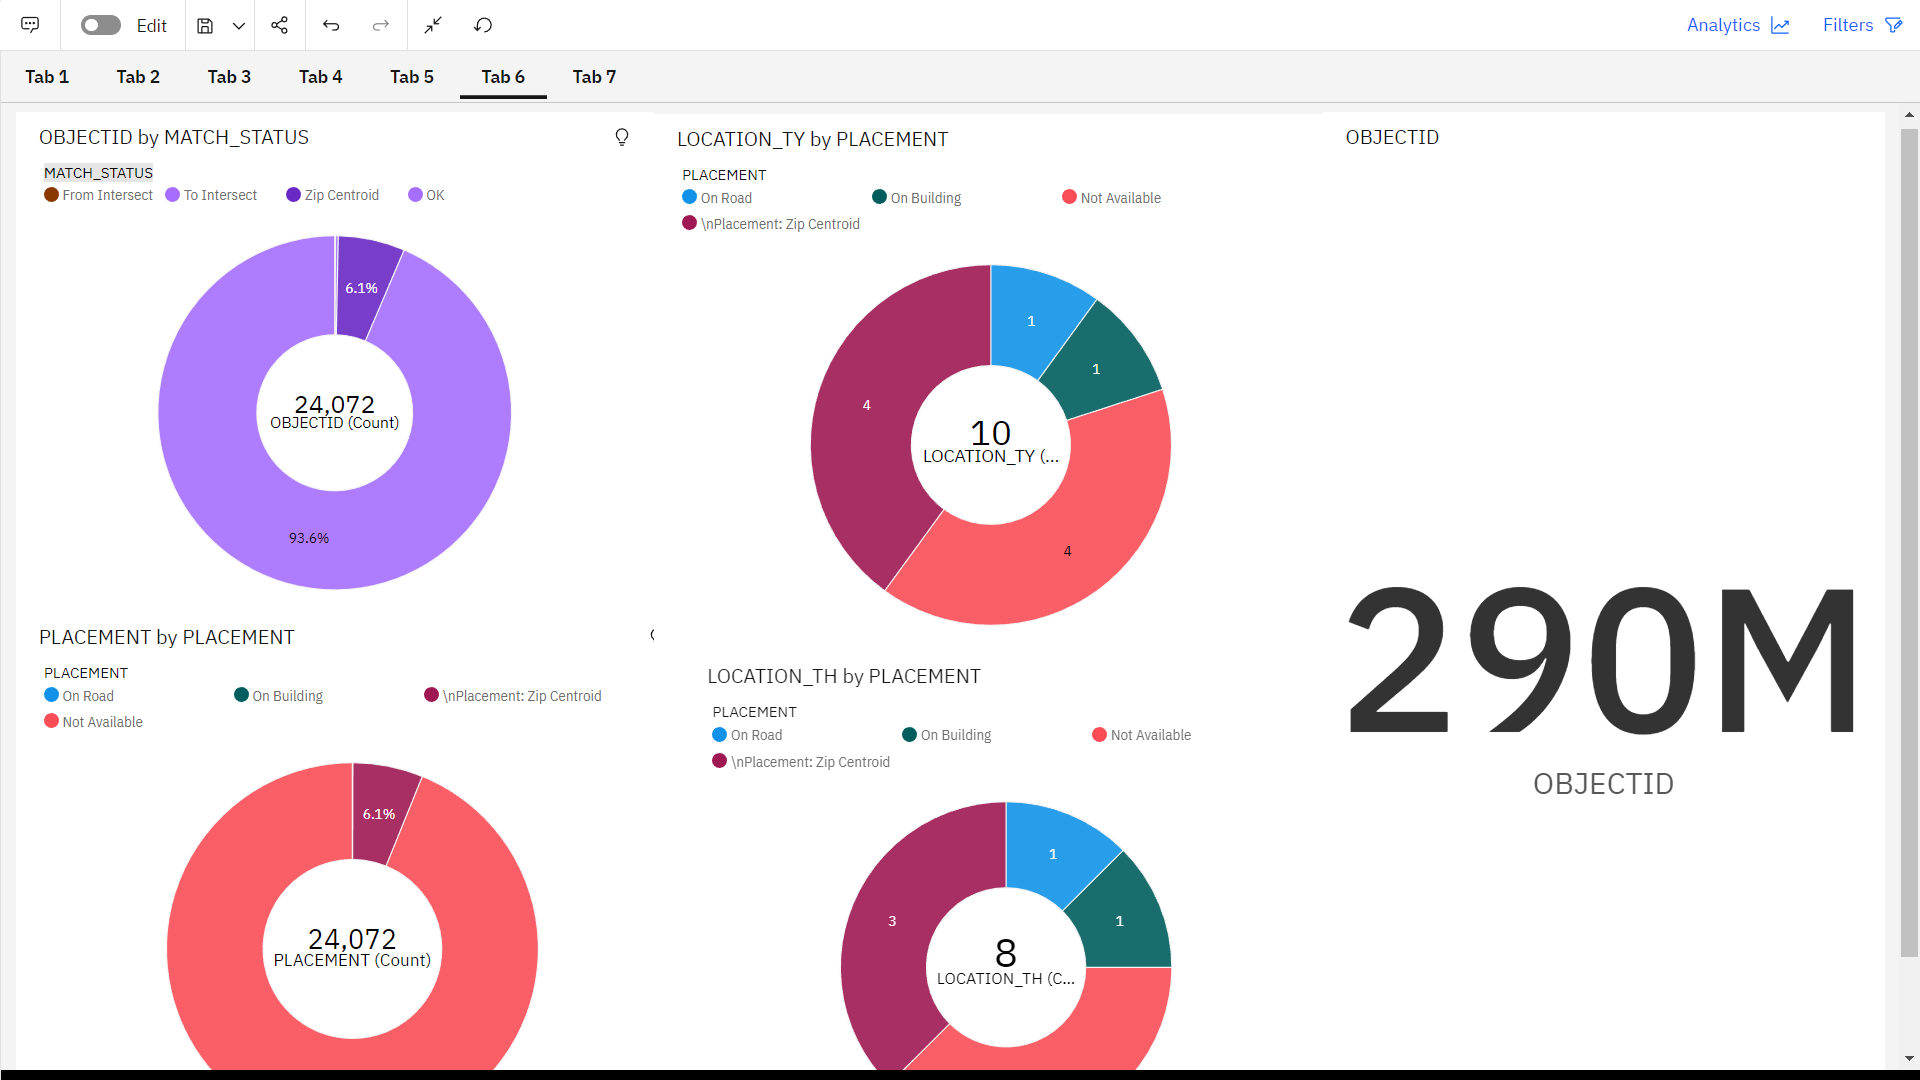 Edit
Analytics
Filters
Tab 1 Tab 2 Tab 3 Tab 4 Tab 5 Tab 6 Tab 7
OBJECTID by MATCH_STATUS
MATCH_STATUS
From Intersect To Intersect Zip Centroid OK
6.1%
24,072
OBJECTID (Count)
93.6%
LOCATION_TY by PLACEMENT
PLACEMENT
On Road On Building Not Available
\nPlacement: Zip Centroid
1
1
4
10
LOCATION_TY (...
4
OBJECTID
290M
OBJECTID
PLACEMENT by PLACEMENT
PLACEMENT
On Road On Building \nPlacement: Zip Centroid
Not Available
6.1%
24,072
PLACEMENT (Count)
LOCATION_TH by PLACEMENT
PLACEMENT
On Road On Building Not Available
\nPlacement: Zip Centroid
1
3
1
8
LOCATION_TH (C...